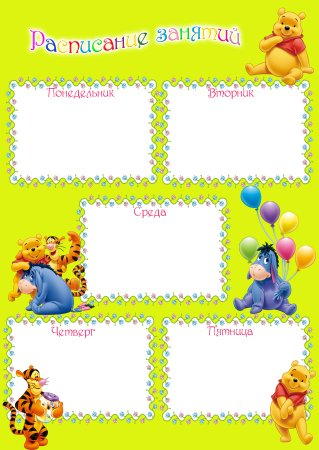 Расписание занятий
Понедельник
Вторник
Среда
Четверг
Пятница